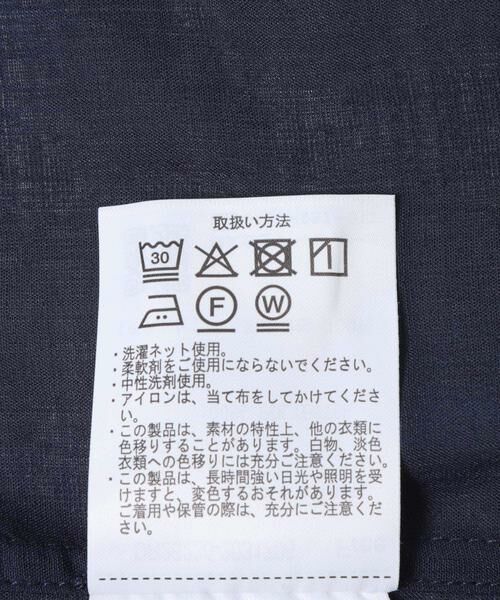 取扱い方法
30
F W
・洗濯ネット使用。
・柔軟剤をご使用にならないでください。
・中性洗剤使用。
・アイロンは、当て布をしてかけてくださ
い。
・この製品は、素材の特性上、他の衣類に
色移りすることがあります。白物、淡色
衣類への色移りには充分ご注意ください。
・この製品は、長時間強い日光や照明を受
けますと、変色するおそれがあります。
ご着用や保管の際は、充分にご注意くだ
さい。